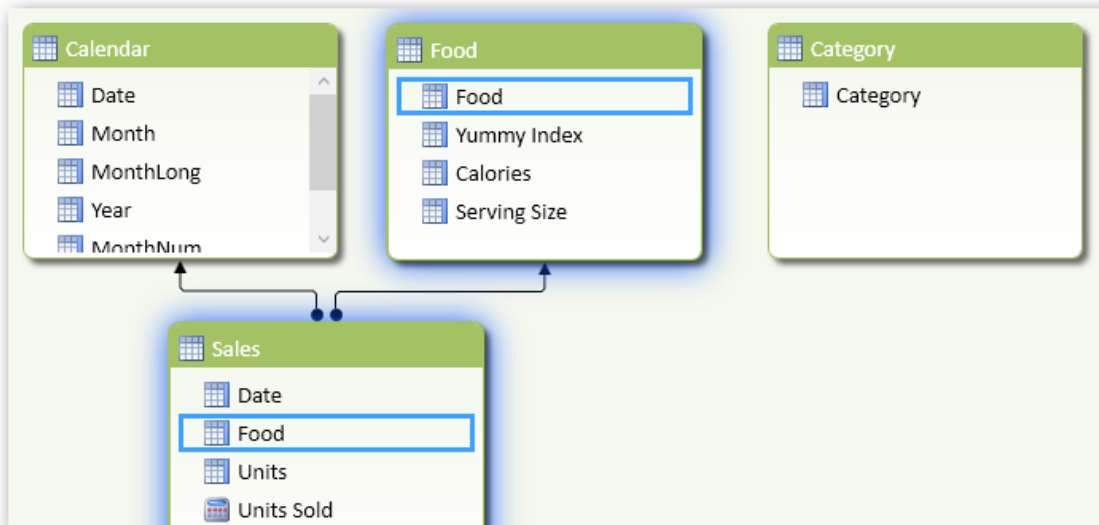 Calendar
Date
Month
MonthLong
Year
MonthNum
Food
Food
Yummy Index
Calories
Serving Size
Category
Category
Sales
Date
Food
Units
Units Sold